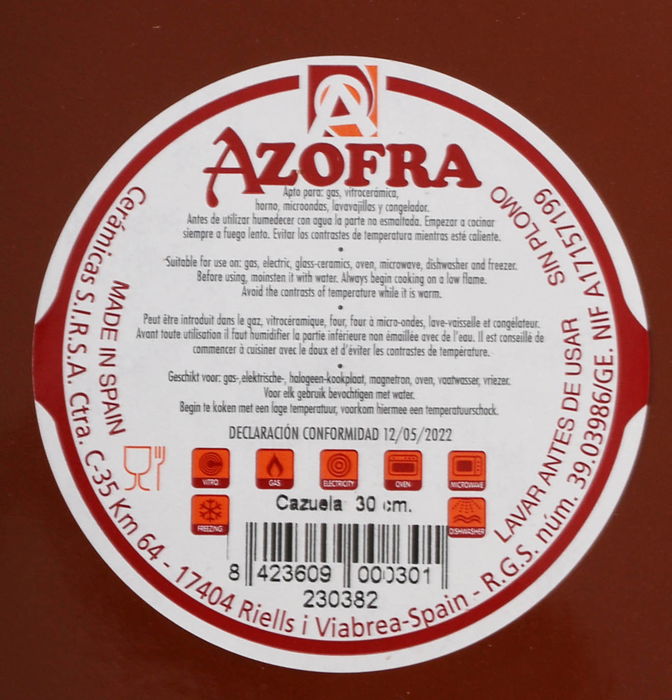 AZOFRA
Apto para: gas, vitrocerámica,
horno, microondas, lavavajillas y congelador.
Antes de utilizar humedecer con agua la parte no esmaltada. Empezar a cocinar
siempre a fuego lento. Evitar los contrastes de temperatura mientras esté caliente.
Suitable for use on: gas, electric, glass-ceramics, oven, microwave, dishwasher and freezer.
Before using, moinsten it with water. Always begin cooking on a low flame.
Avoid the contrasts of temperature while it is warm.
Peut être introduit dans le gaz, vitrocéramique, four, four à micro-ondes, lave-vaisselle et congélateur.
Avant toute utilisation il faut humidifier la partie inférieure non émaillée avec de l'eau. Il est conseillé de
commencer à cuisiner avec le doux et d'éviter les contrastes de température.
Geschikt voor: gas-,elektrische-, halogeen-kookplaat, magnetron, oven, vaatwasser, vriezer.
Voor elk gebruik bevochtigen met water.
Begin te koken met een lage temperatuur, voorkom hiermee een temperatuurschock.
DECLARACIÓN CONFORMIDAD 12/05/2022
VITRO GAS ELECTRICITY OVEN MICROWAVE
FREEZING DISHWASHER
Cazuela 30 cm.
8 423609 000301
230382
MADE IN SPAIN
SIN PLOMO
LAVAR ANTES DE USAR
Cerámicas S.I.R.S.A. Ctra. C-35 Km 64 - 17404 Riells i Viabrea-Spain - R.G.S. núm. 39.03986/GE. NIF A17157199